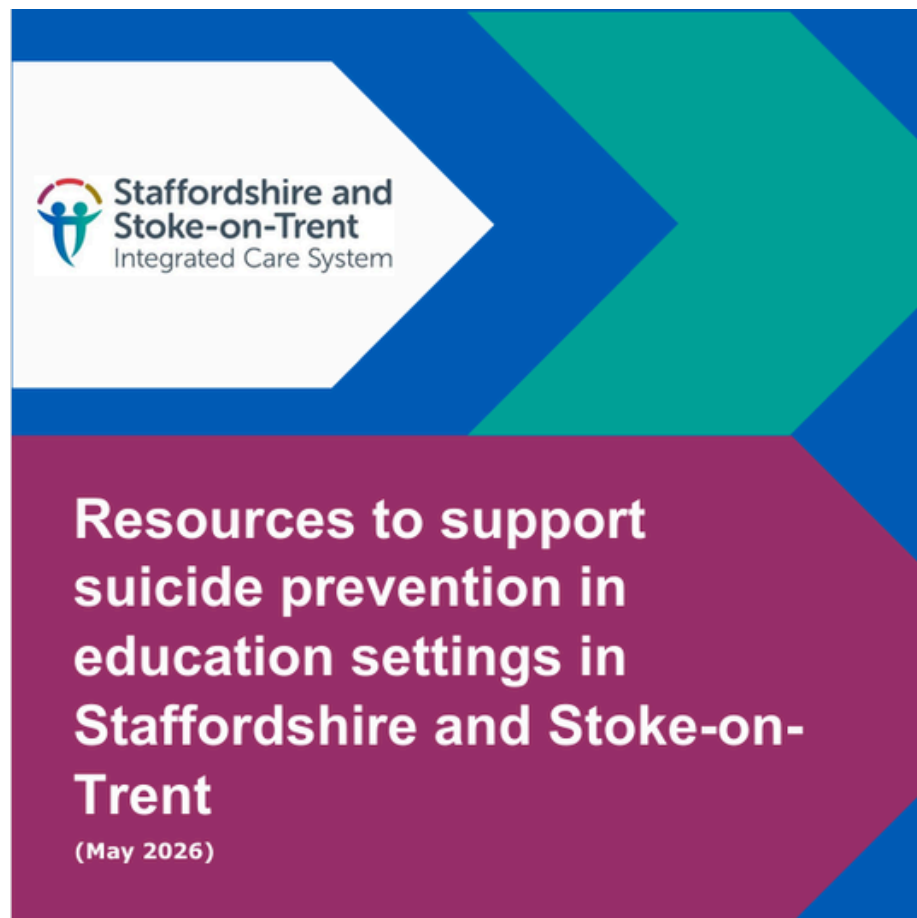 Staffordshire and
Stoke-on-Trent
Integrated Care System
Resources to support
suicide prevention in
education settings in
Staffordshire and Stoke-on-
Trent
(May 2026)